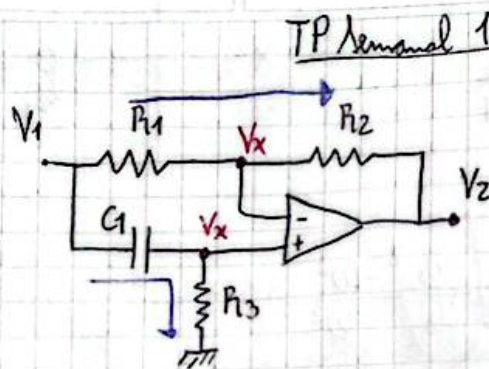 TP Semanal 1
V1
R1
Vx
R2
V2
C1
Vx
-
+
R3